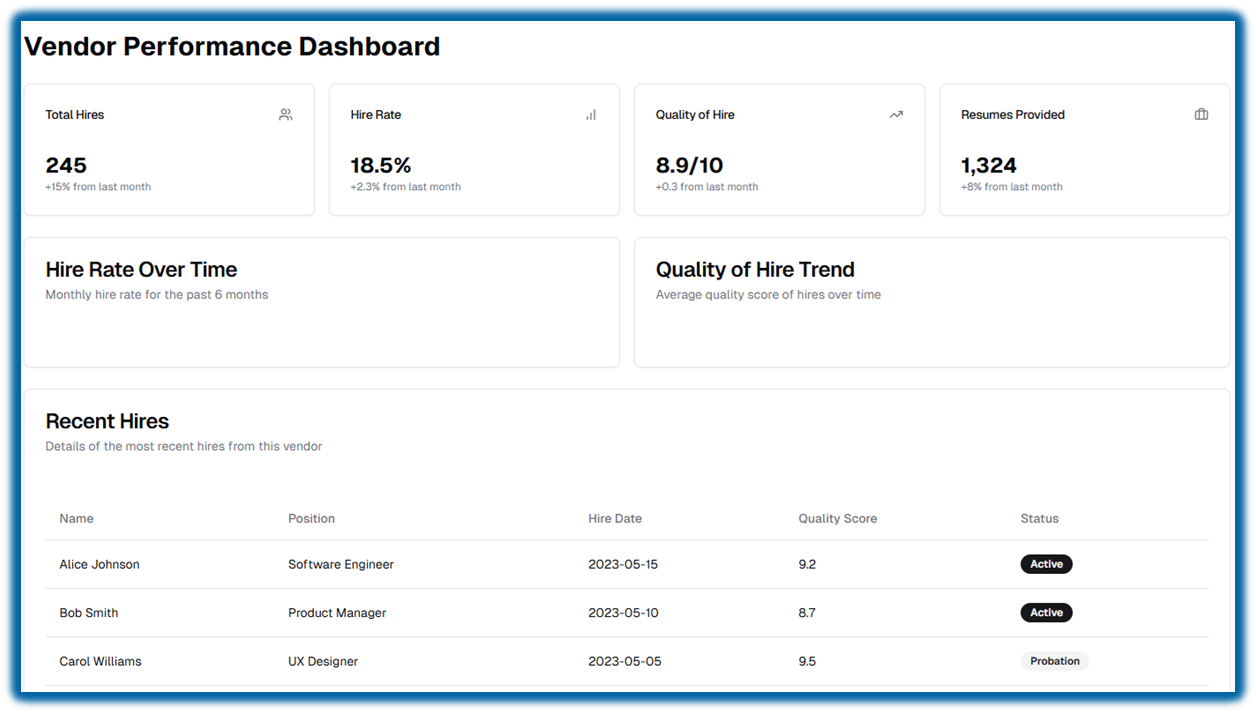 Vendor Performance Dashboard
Total Hires
245
+15% from last month
Hire Rate
18.5%
+2.3% from last month
Quality of Hire
8.9/10
+0.3 from last month
Resumes Provided
1,324
+8% from last month
Hire Rate Over Time
Monthly hire rate for the past 6 months
Quality of Hire Trend
Average quality score of hires over time
Recent Hires
Details of the most recent hires from this vendor
Name Position Hire Date Quality Score Status
Alice Johnson Software Engineer 2023-05-15 9.2 Active
Bob Smith Product Manager 2023-05-10 8.7 Active
Carol Williams UX Designer 2023-05-05 9.5 Probation